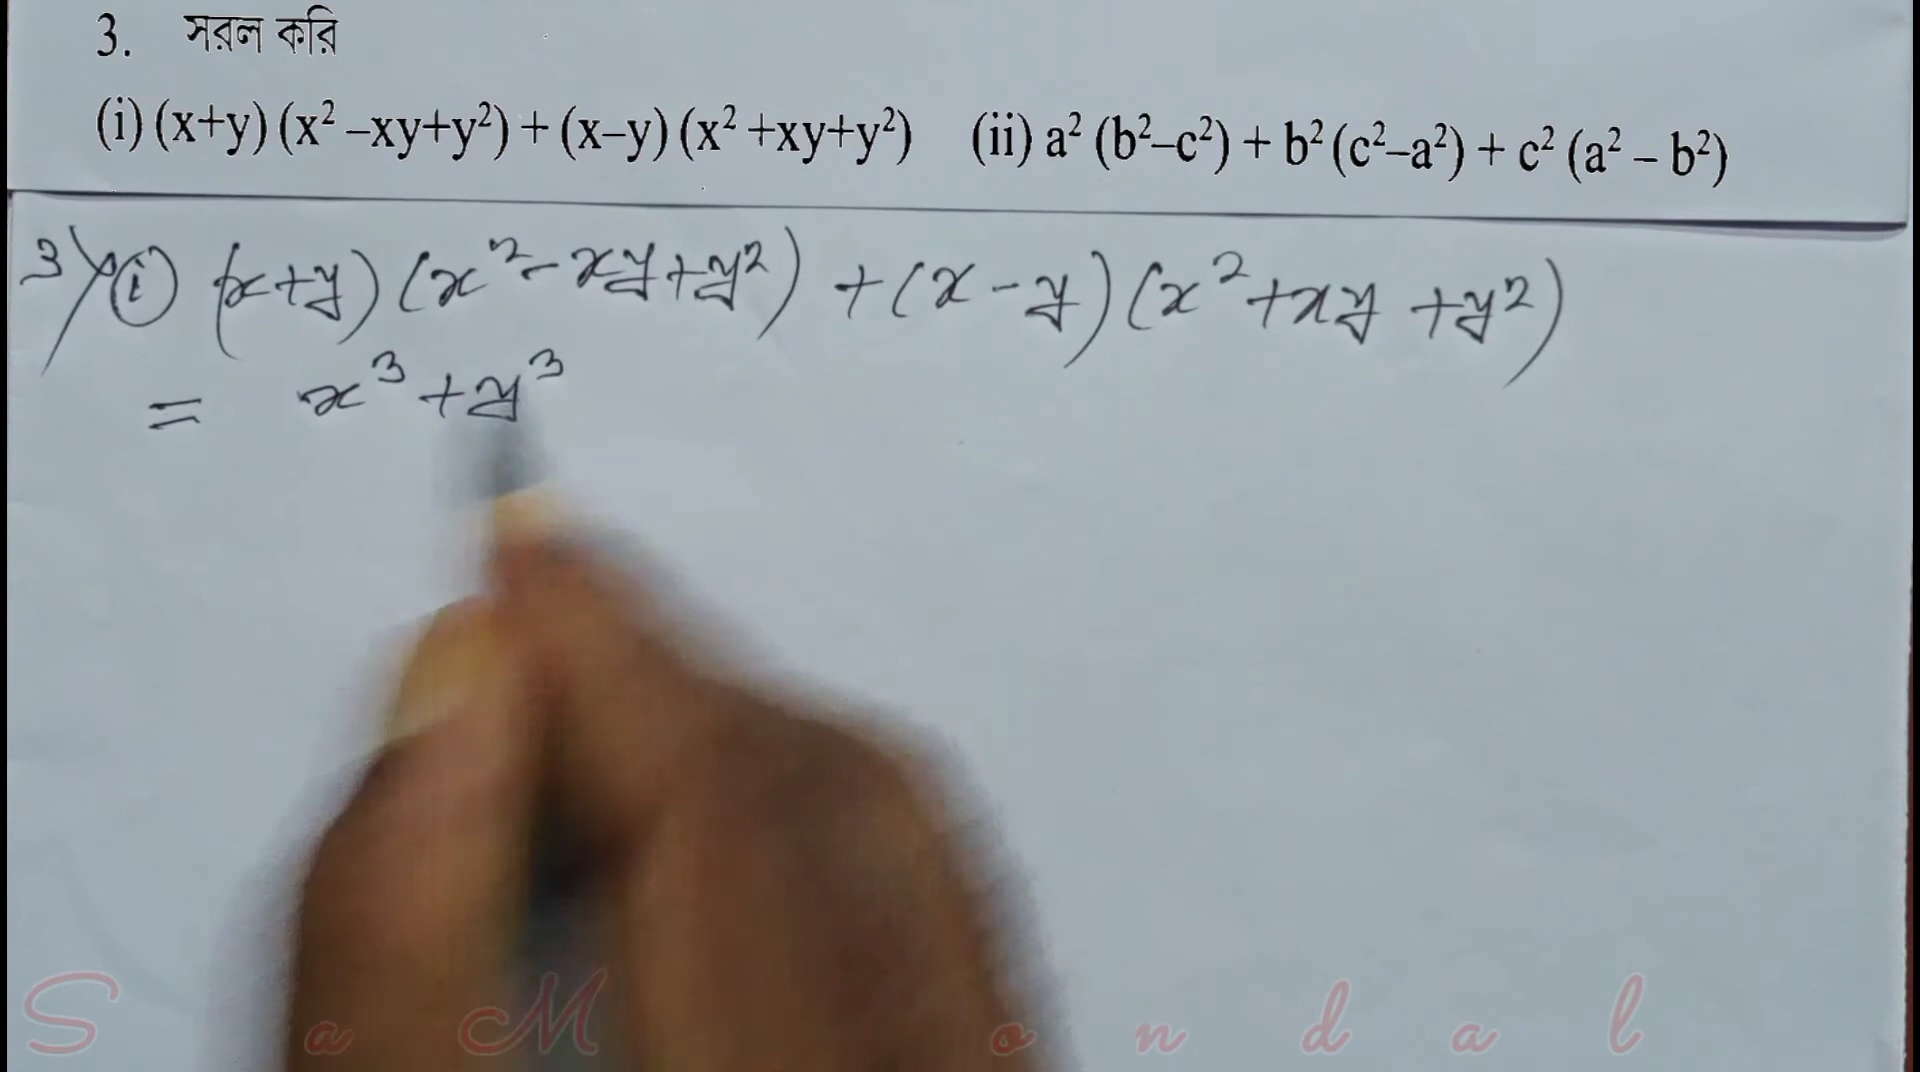 3. সরল করি
(i) (x+y) (x² –xy+y²) + (x–y) (x² +xy+y²) (ii) a² (b²–c²) + b² (c²–a²) + c² (a² – b²)
3) (i) (x+y) (x² - xy + y²) + (x - y) (x² + xy + y²)
= x³ + y³
S a M o n d a l